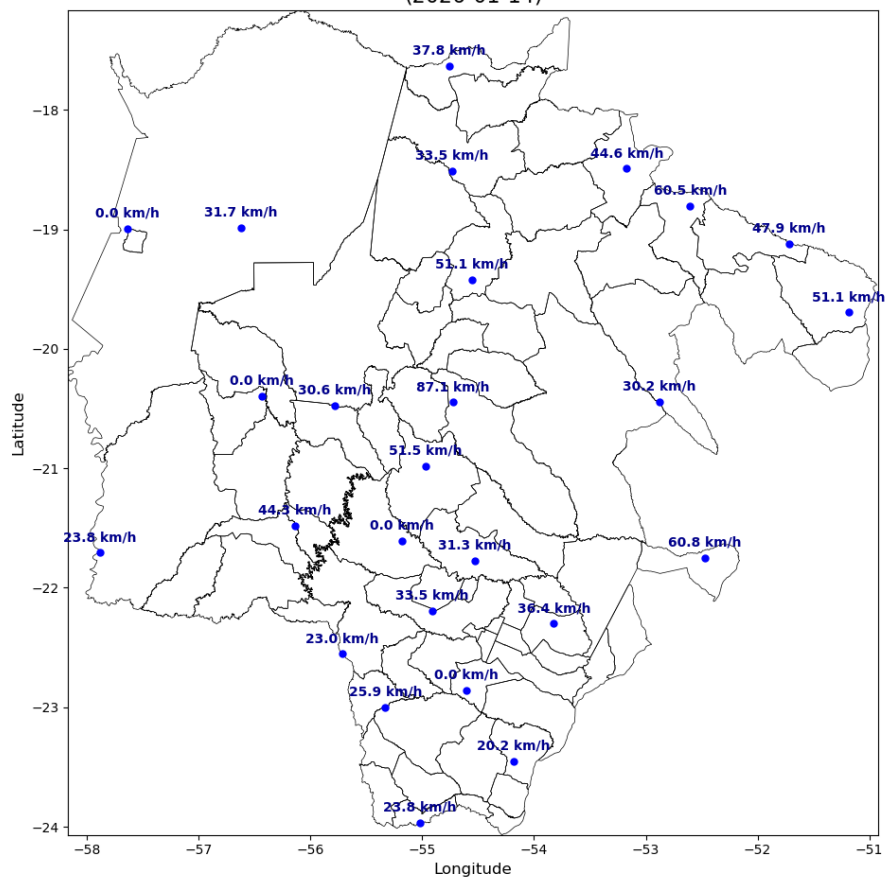 (2026-01-14)
37.8 km/h
33.5 km/h
44.6 km/h
60.5 km/h
0.0 km/h
31.7 km/h
47.9 km/h
51.1 km/h
51.1 km/h
0.0 km/h
30.6 km/h
87.1 km/h
30.2 km/h
51.5 km/h
44.3 km/h
0.0 km/h
23.8 km/h
31.3 km/h
60.8 km/h
33.5 km/h
36.4 km/h
23.0 km/h
0.0 km/h
25.9 km/h
20.2 km/h
23.8 km/h
−18
−19
−20
−21
−22
−23
−24
Latitude
−58 −57 −56 −55 −54 −53 −52 −51
Longitude